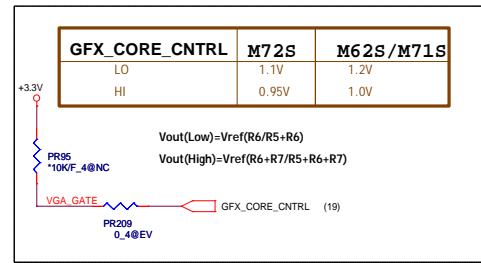 GFX_CORE_CNTRL M72S M62S/M71S
LO 1.1V 1.2V
HI 0.95V 1.0V
+3.3V
Vout(Low)=Vref(R6/R5+R6)
Vout(High)=Vref(R6+R7/R5+R6+R7)
PR95
*10K/F_4@NC
VGA_GATE
GFX_CORE_CNTRL (19)
PR209
0_4@EV